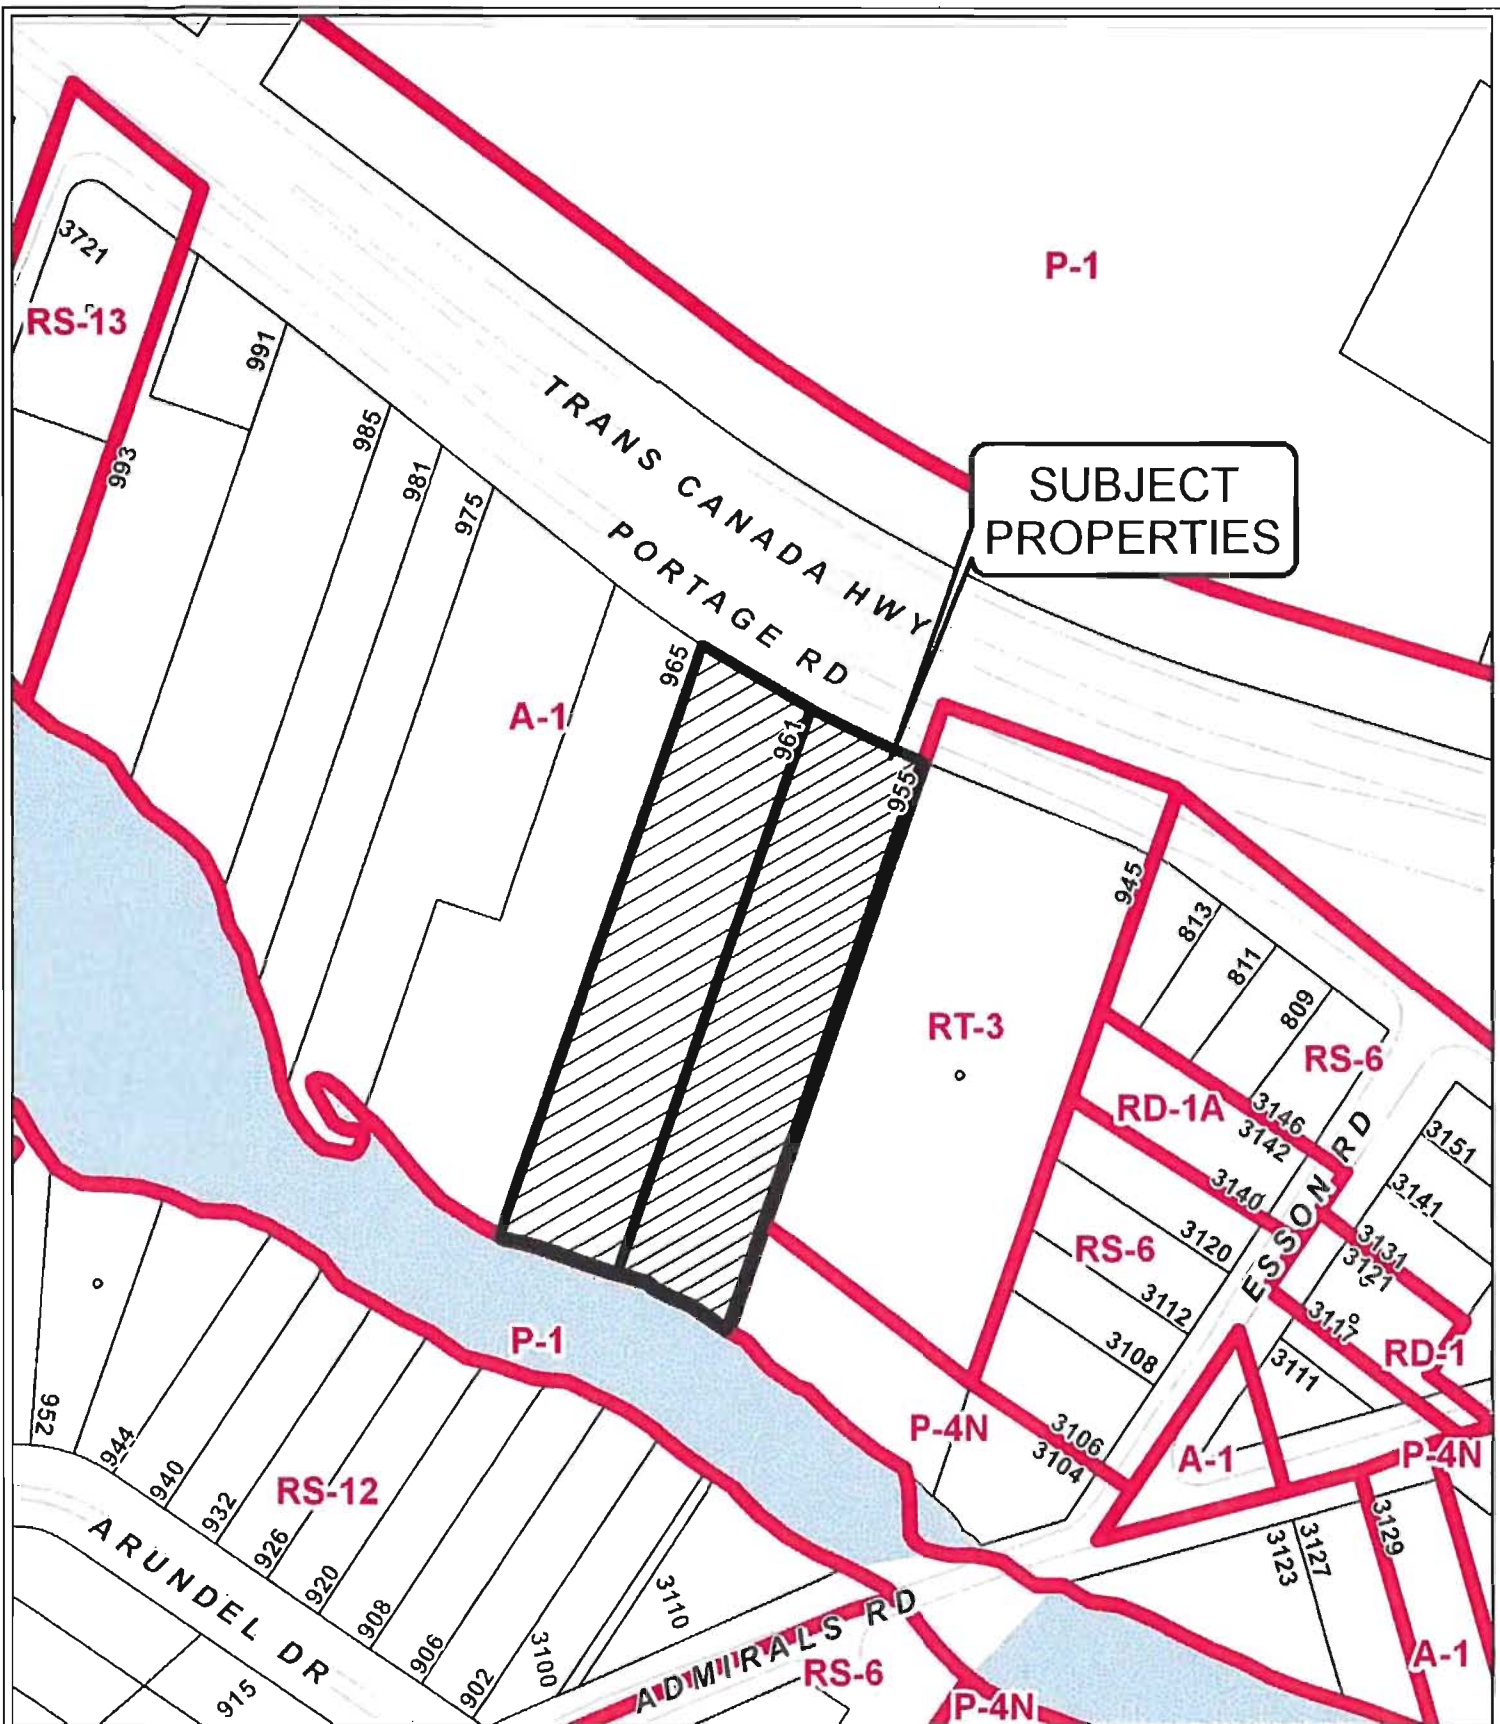 P-1
3721
RS-13
991
985
981
975
993
TRANS CANADA HWY
PORTAGE RD
SUBJECT
PROPERTIES
965
961
955
A-1
945
813
811
809
RS-6
RT-3
RD-1A
3146
3142
3140
ESSON RD
3151
3141
3131
3121
3117
3111
RD-1
RS-6
3120
3112
3108
3106
3104
P-4N
A-1
P-4N
P-1
952
944
940
932
926
920
908
906
902
RS-12
3100
3110
ARUNDEL DR
915
ADMIRALS RD
RS-6
P-4N
3123
3127
3129
A-1